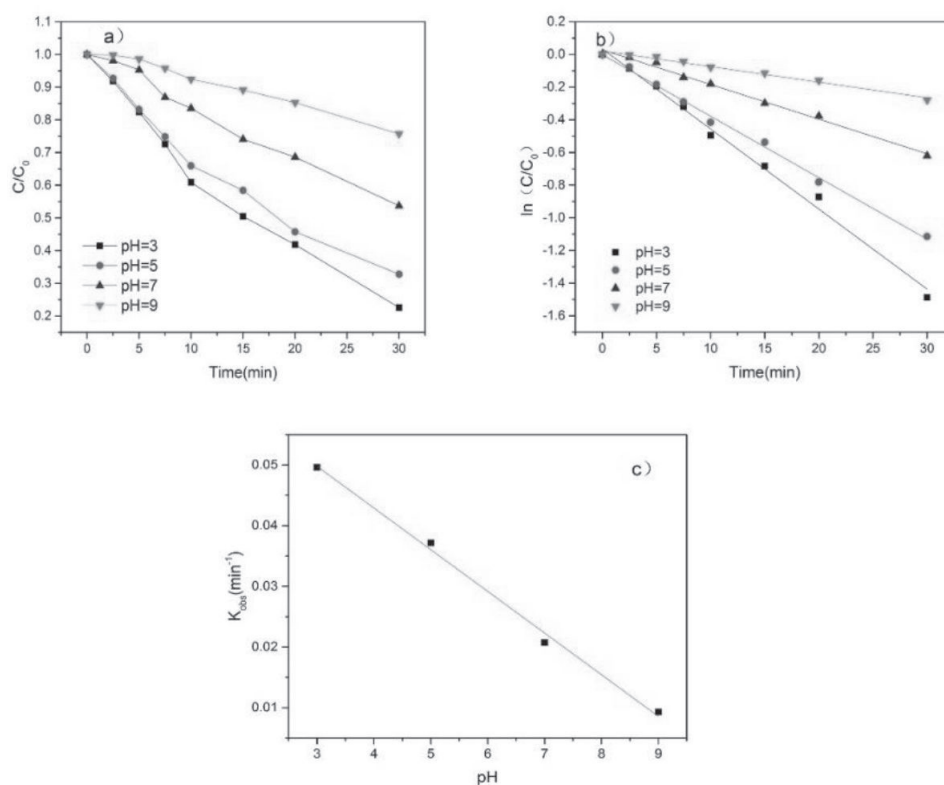 a）
1.1
1.0
0.9
0.8
0.7
0.6
0.5
0.4
0.3
0.2
C/C0
pH=3
pH=5
pH=7
pH=9
0 5 10 15 20 25 30
Time(min)
b）
0.2
0.0
-0.2
-0.4
-0.6
-0.8
-1.0
-1.2
-1.4
-1.6
ln（C/C0）
pH=3
pH=5
pH=7
pH=9
0 5 10 15 20 25 30
Time(min)
c）
0.05
0.04
0.03
0.02
0.01
Kobs(min-1)
3 4 5 6 7 8 9
pH